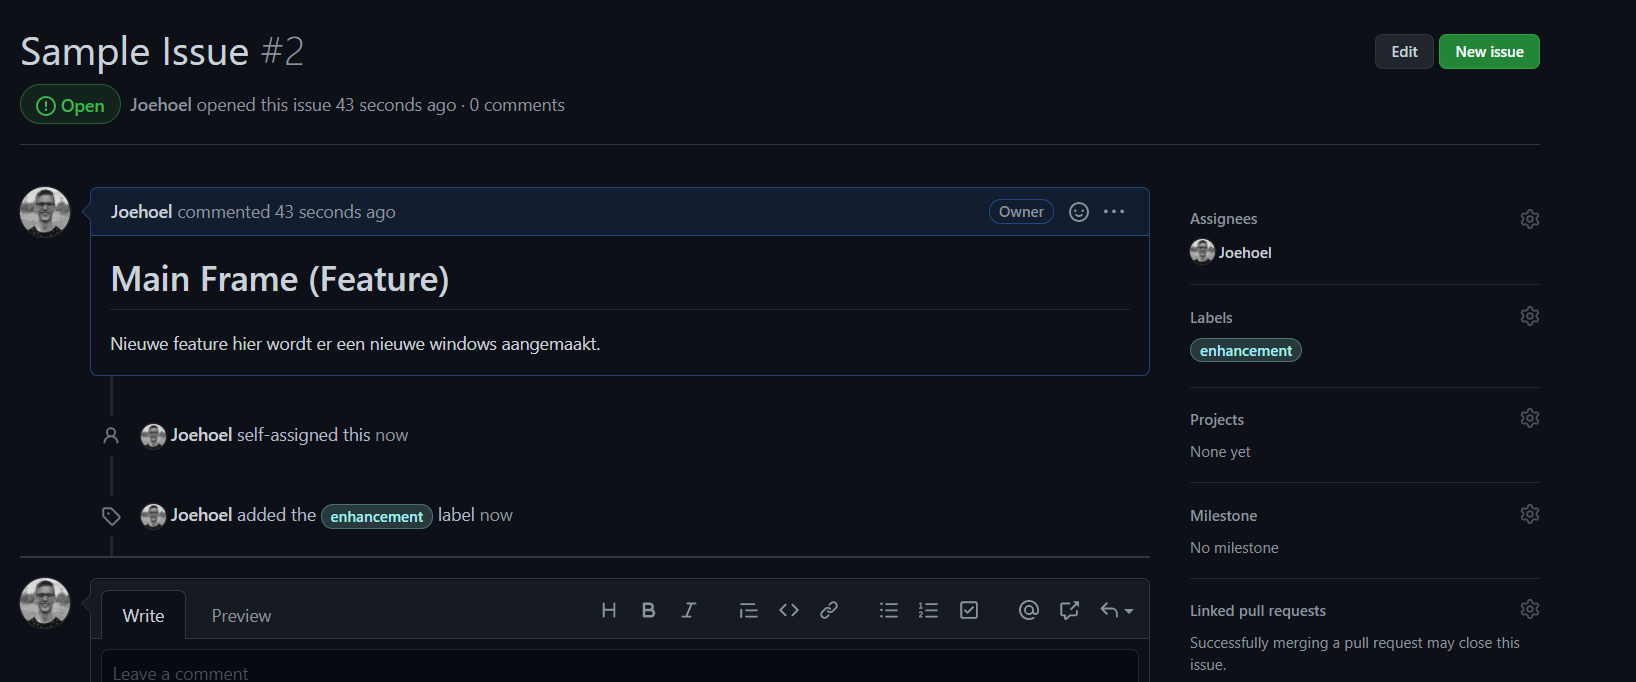 Sample Issue #2
Edit
New issue
Open
Joehoel opened this issue 43 seconds ago · 0 comments
Joehoel commented 43 seconds ago
Owner
Main Frame (Feature)
Nieuwe feature hier wordt er een nieuwe windows aangemaakt.
Joehoel self-assigned this now
Joehoel added the enhancement label now
Write
Preview
Leave a comment
Assignees
Joehoel
Labels
enhancement
Projects
None yet
Milestone
No milestone
Linked pull requests
Successfully merging a pull request may close this
issue.